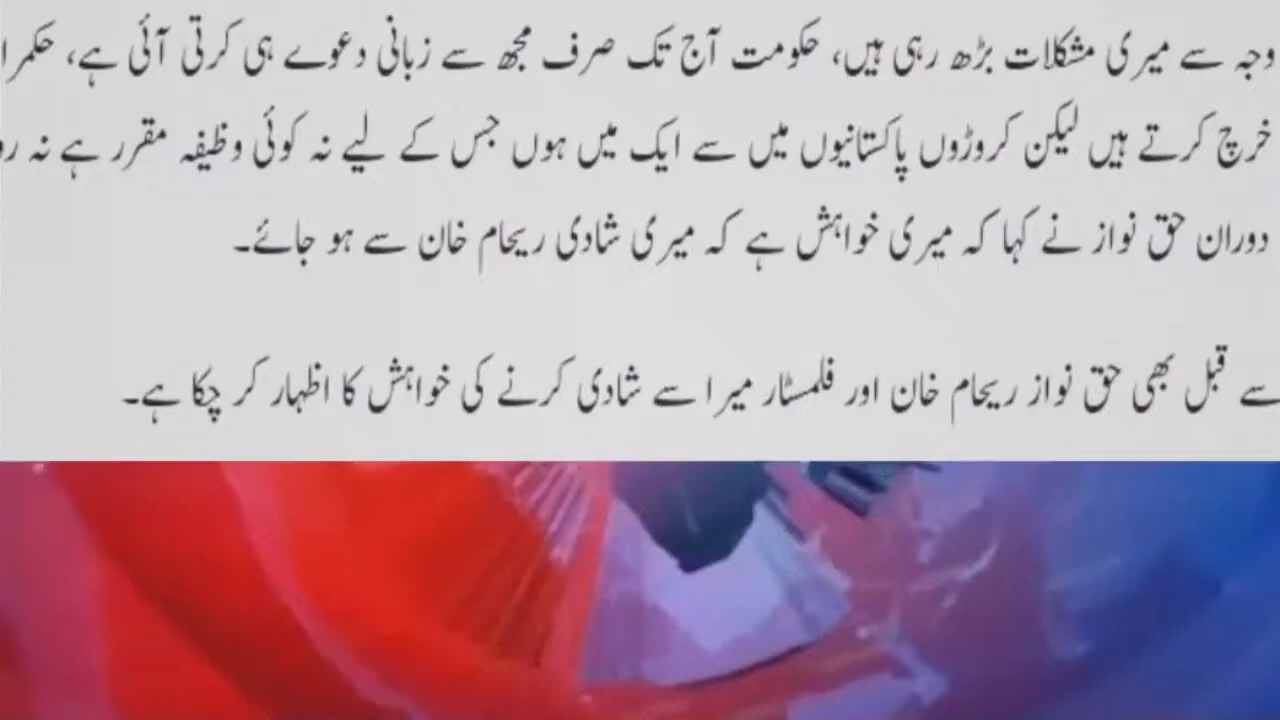 وجہ سے میری مشکلات بڑھ رہی ہیں، حکومت آج تک صرف مجھ سے زبانی دعوے ہی کرتی آئی ہے، حکمرا
خرچ کرتے ہیں لیکن کروڑوں پاکستانیوں میں سے ایک میں ہوں جس کے لیے نہ کوئی وظیفہ مقرر ہے نہ رو
دوران حق نواز نے کہا کہ میری خواہش ہے کہ میری شادی ریحام خان سے ہو جائے۔
سے قبل بھی حق نواز ریحام خان اور فلمسٹار میرا سے شادی کرنے کی خواہش کا اظہار کر چکا ہے۔